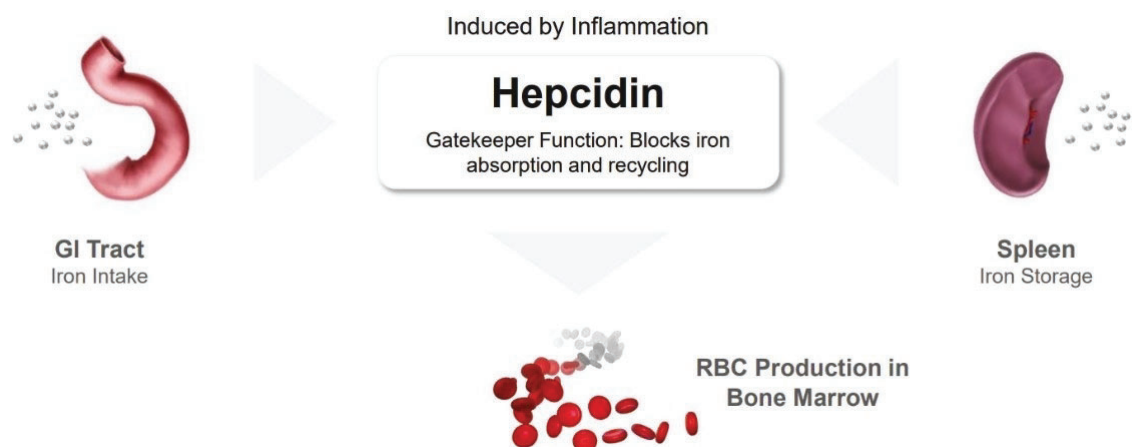 Induced by Inflammation
Hepcidin
Gatekeeper Function: Blocks iron
absorption and recycling
GI Tract
Iron Intake
Spleen
Iron Storage
RBC Production in
Bone Marrow